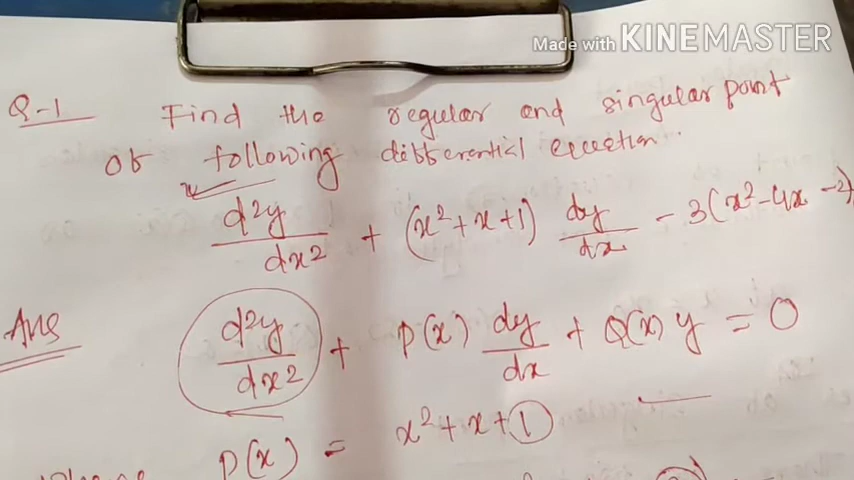 Made with KINEMASTER
Q-1 Find the regular and singular point
of following differential equation.
d²y/dx² + (x²+x+1) dy/dx - 3(x²-4x-2)
Ans d²y/dx² + P(x) dy/dx + Q(x) y = 0
P(x) = x²+x+1